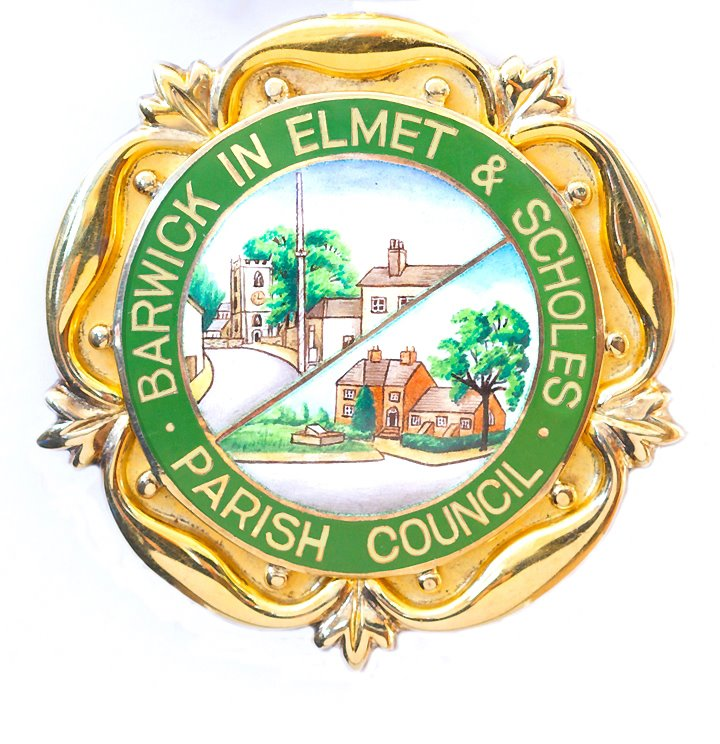 BARWICK IN ELMET & SCHOLES
· PARISH COUNCIL ·